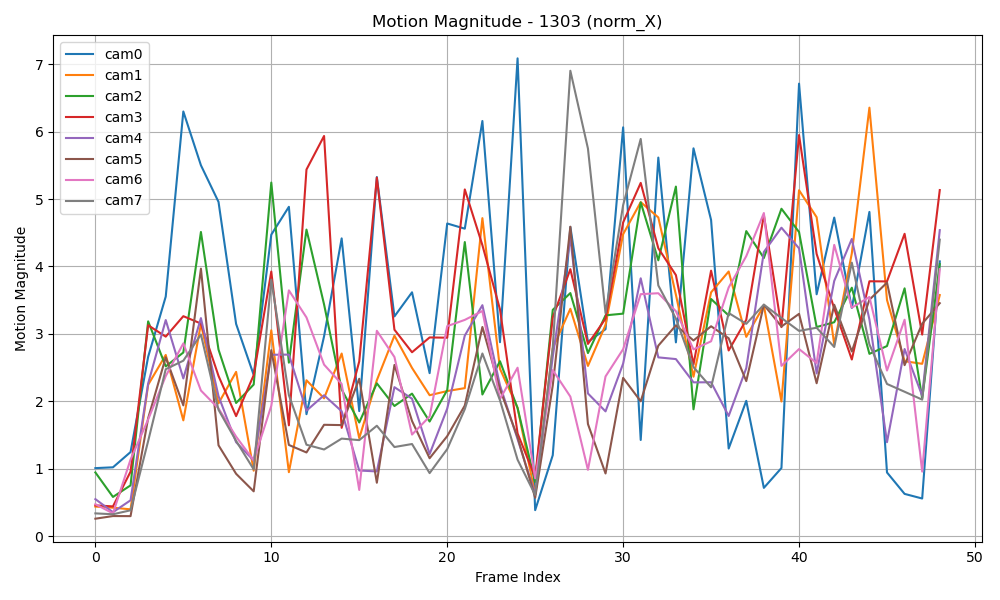 Motion Magnitude - 1303 (norm_X)
cam0
cam1
cam2
cam3
cam4
cam5
cam6
cam7
Motion Magnitude
7
6
5
4
3
2
1
0
0 10 20 30 40 50
Frame Index